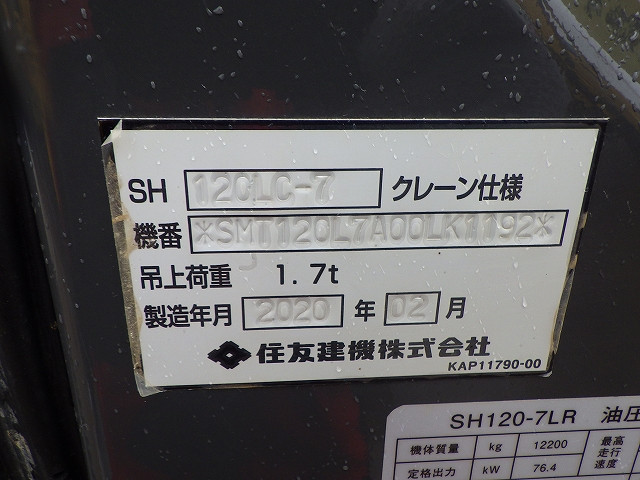 SH 120LC-7 クレーン仕様
機番 *SMT120L7A00LK1192*
吊上荷重 1.7t
製造年月 2020 年 02 月
住友建機株式会社
KAP11790-00
SH120-7LR 油圧
機体質量 kg 12200 最高走行速度
定格出力 kW 76.4